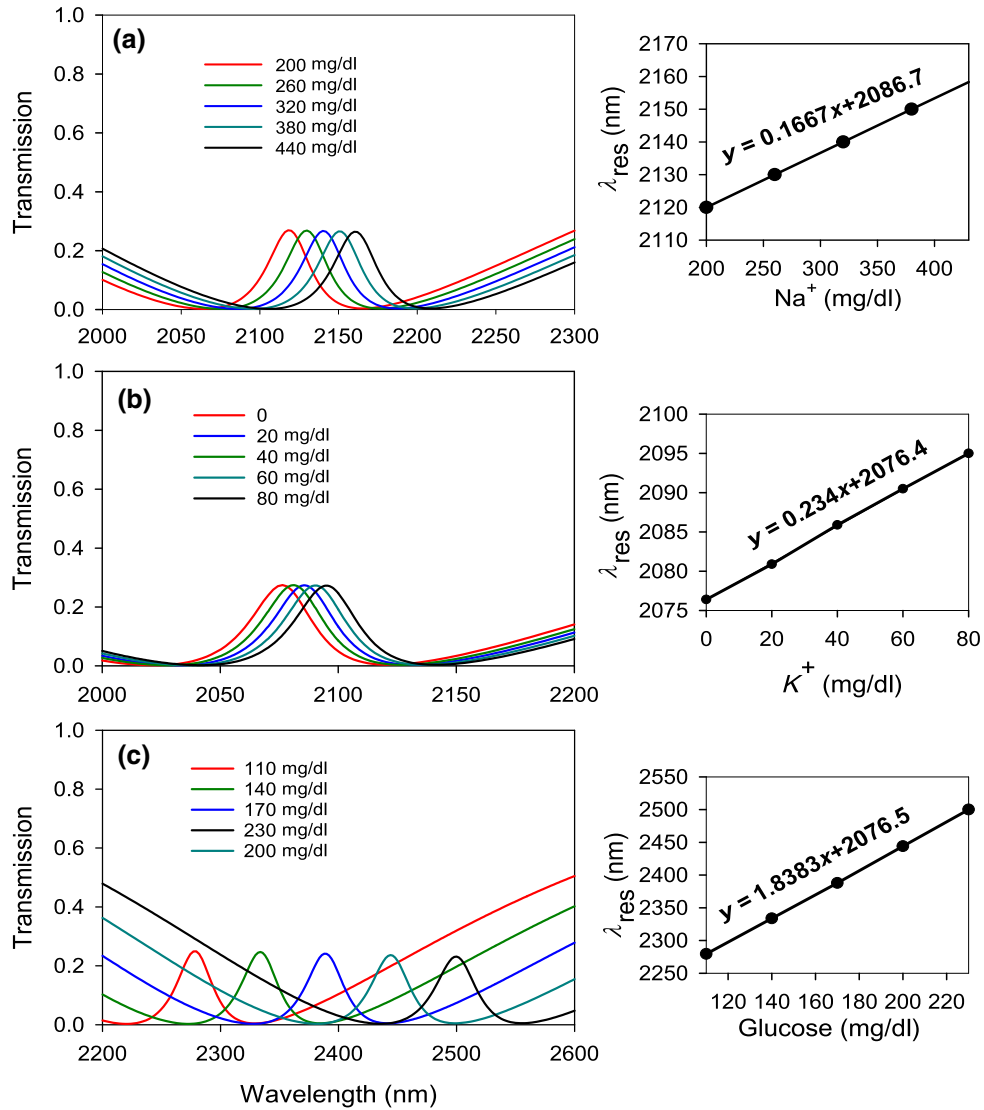 (a)
1.0
0.8
0.6
0.4
0.2
0.0
Transmission
200 mg/dl
260 mg/dl
320 mg/dl
380 mg/dl
440 mg/dl
2000 2050 2100 2150 2200 2250 2300
2170
2160
2150
2140
2130
2120
2110
λres (nm)
y = 0.1667x+2086.7
200 250 300 350 400
Na+ (mg/dl)
(b)
1.0
0.8
0.6
0.4
0.2
0.0
Transmission
0
20 mg/dl
40 mg/dl
60 mg/dl
80 mg/dl
2000 2050 2100 2150 2200
2100
2095
2090
2085
2080
2075
λres (nm)
y = 0.234x+2076.4
0 20 40 60 80
K+ (mg/dl)
(c)
1.0
0.8
0.6
0.4
0.2
0.0
Transmission
110 mg/dl
140 mg/dl
170 mg/dl
230 mg/dl
200 mg/dl
2200 2300 2400 2500 2600
Wavelength (nm)
2550
2500
2450
2400
2350
2300
2250
λres (nm)
y = 1.8383x+2076.5
120 140 160 180 200 220
Glucose (mg/dl)